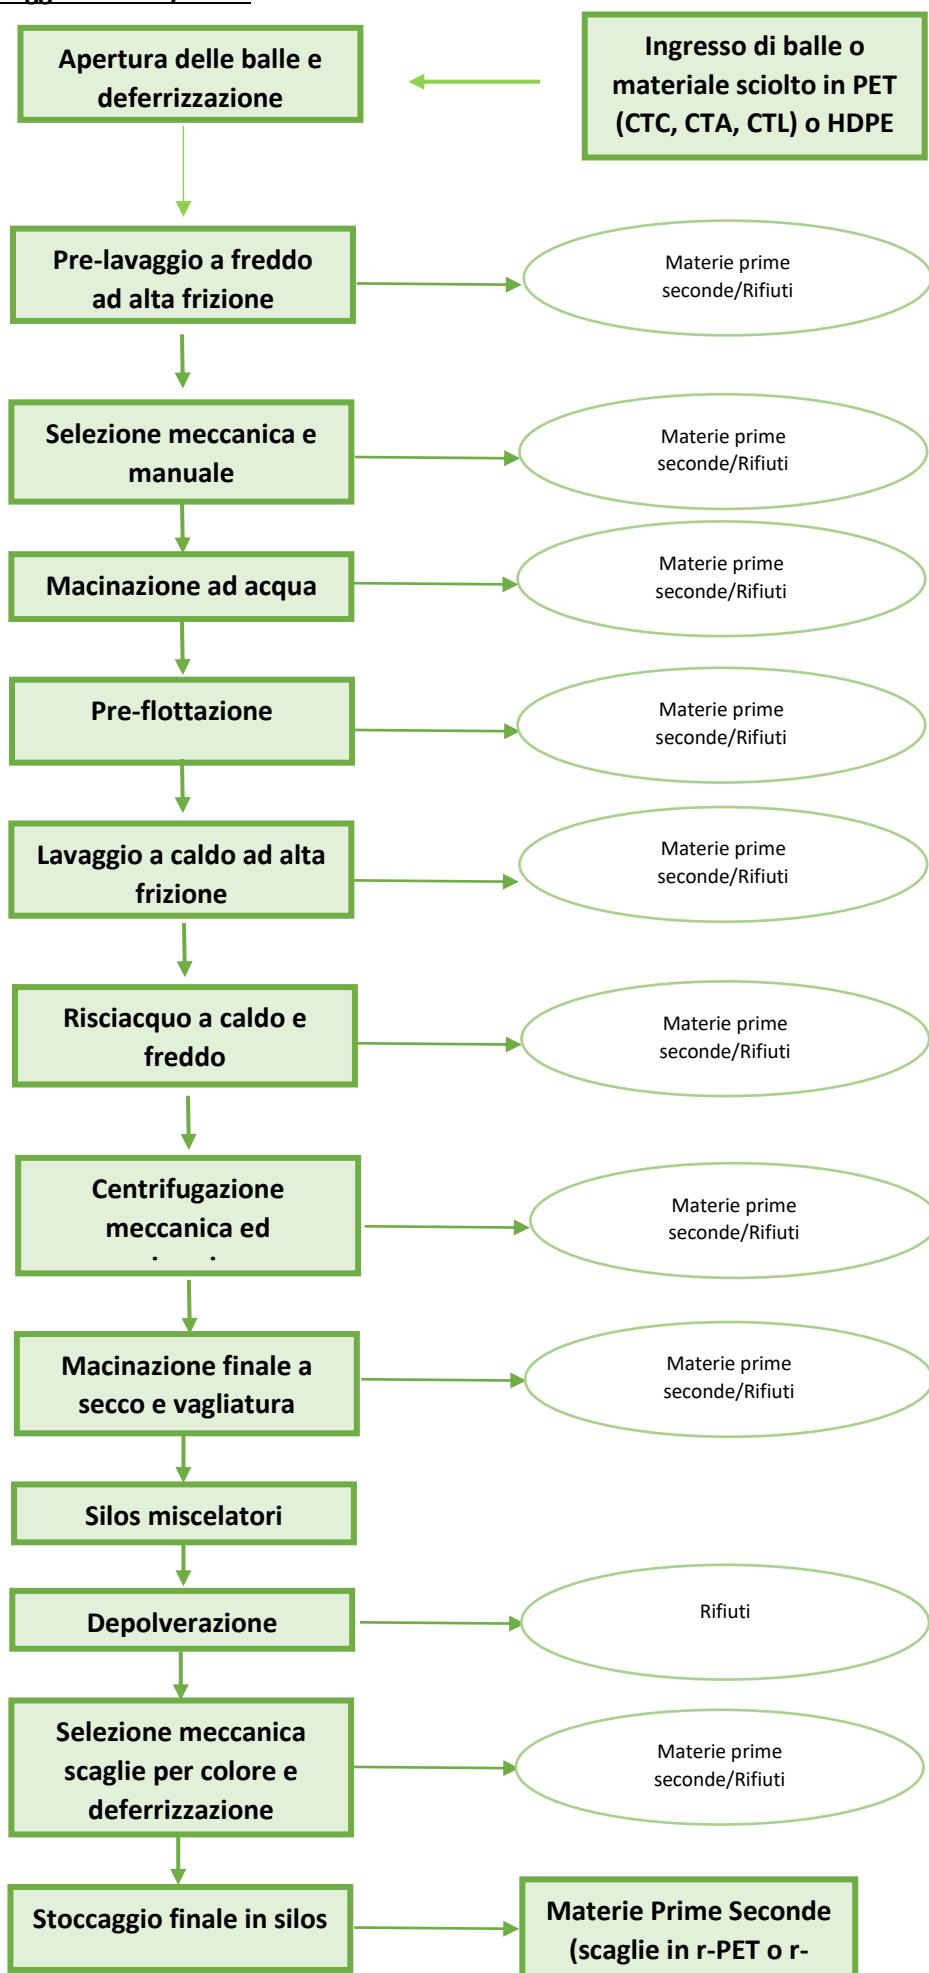 Apertura delle balle e
deferrizzazione
Ingresso di balle o
materiale sciolto in PET
(CTC, CTA, CTL) o HDPE
Pre-lavaggio a freddo
ad alta frizione
Materie prime
seconde/Rifiuti
Selezione meccanica e
manuale
Materie prime
seconde/Rifiuti
Macinazione ad acqua
Materie prime
seconde/Rifiuti
Pre-flottazione
Materie prime
seconde/Rifiuti
Lavaggio a caldo ad alta
frizione
Materie prime
seconde/Rifiuti
Risciacquo a caldo e
freddo
Materie prime
seconde/Rifiuti
Centrifugazione
meccanica ed
Materie prime
seconde/Rifiuti
Macinazione finale a
secco e vagliatura
Materie prime
seconde/Rifiuti
Silos miscelatori
Depolverazione
Rifiuti
Selezione meccanica
scaglie per colore e
deferrizzazione
Materie prime
seconde/Rifiuti
Stoccaggio finale in silos
Materie Prime Seconde
(scaglie in r-PET o r-